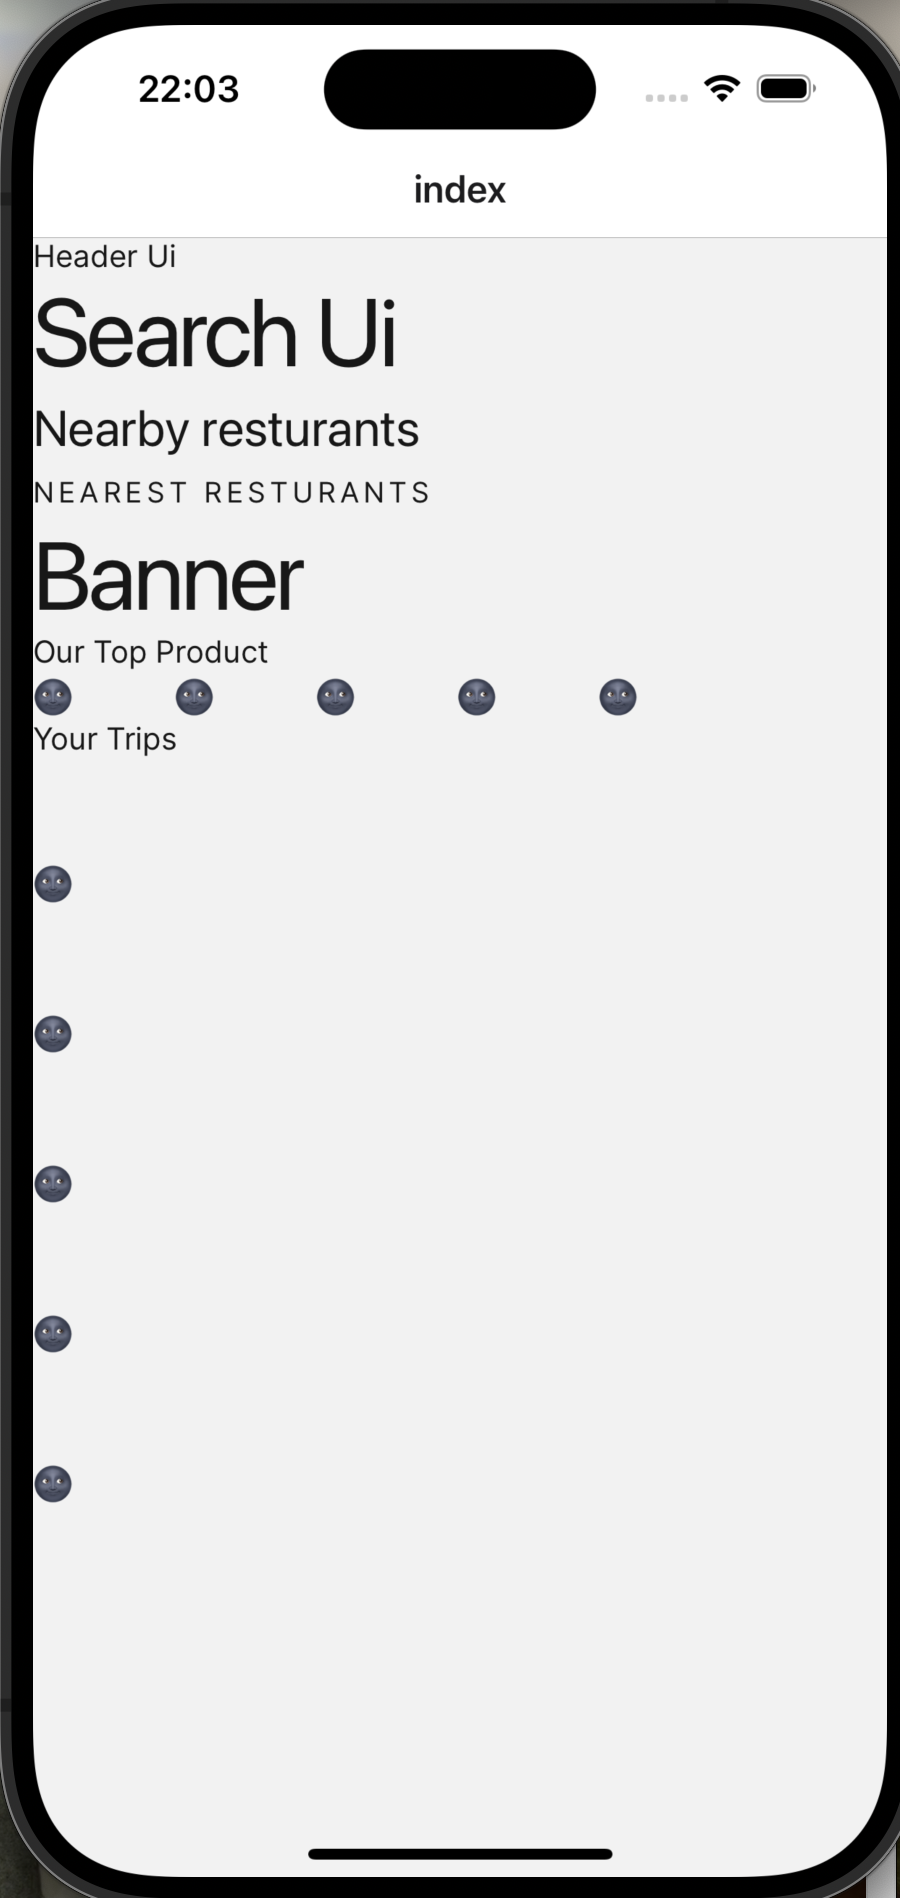 22:03
index
Header Ui
Search Ui
Nearby resturants
NEAREST RESTURANTS
Banner
Our Top Product
🌚 🌚 🌚 🌚 🌚
Your Trips
🌚
🌚
🌚
🌚
🌚